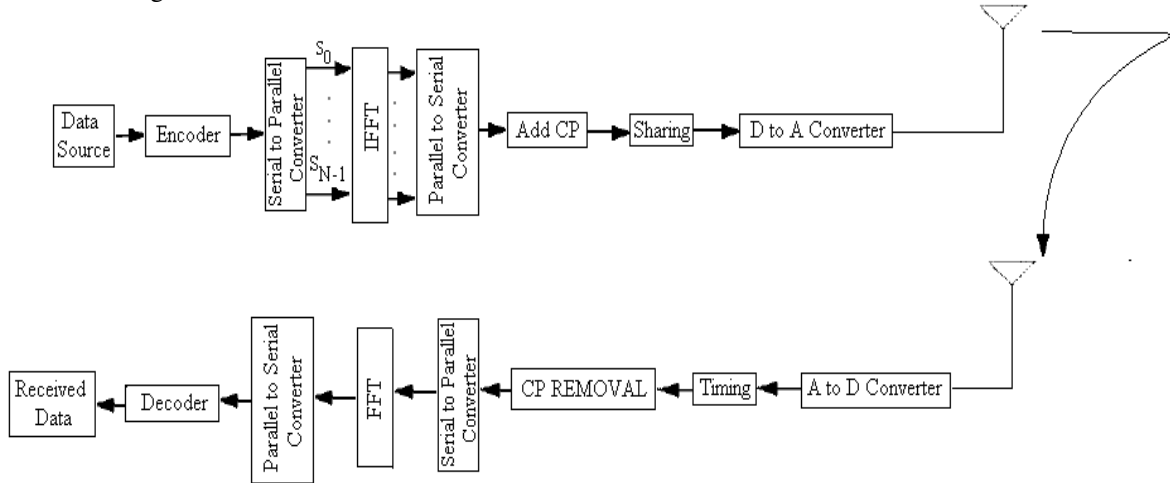 Data
Source
Encoder
Serial to Parallel
Converter
S0
SN-1
IFFT
Parallel to Serial
Converter
Add CP
Sharing
D to A Converter
Received
Data
Decoder
Parallel to Serial
Converter
FFT
Serial to Parallel
Converter
CP REMOVAL
Timing
A to D Converter